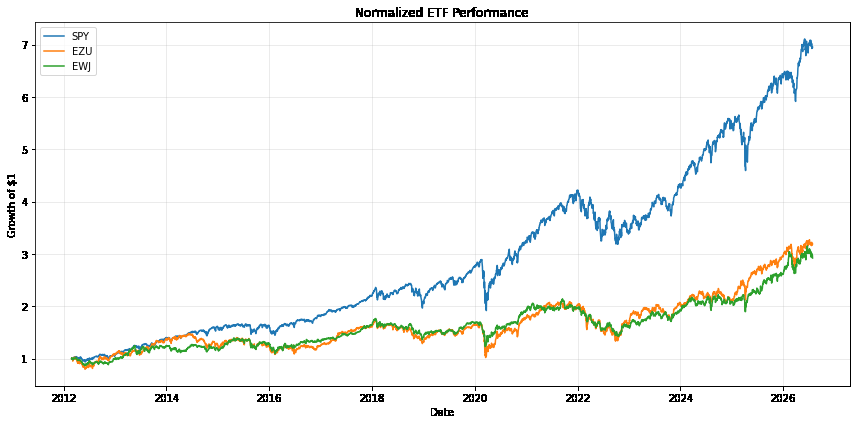 Normalized ETF Performance
SPY
EZU
EWJ
7
6
5
4
3
2
1
Growth of $1
2012 2014 2016 2018 2020 2022 2024 2026
Date